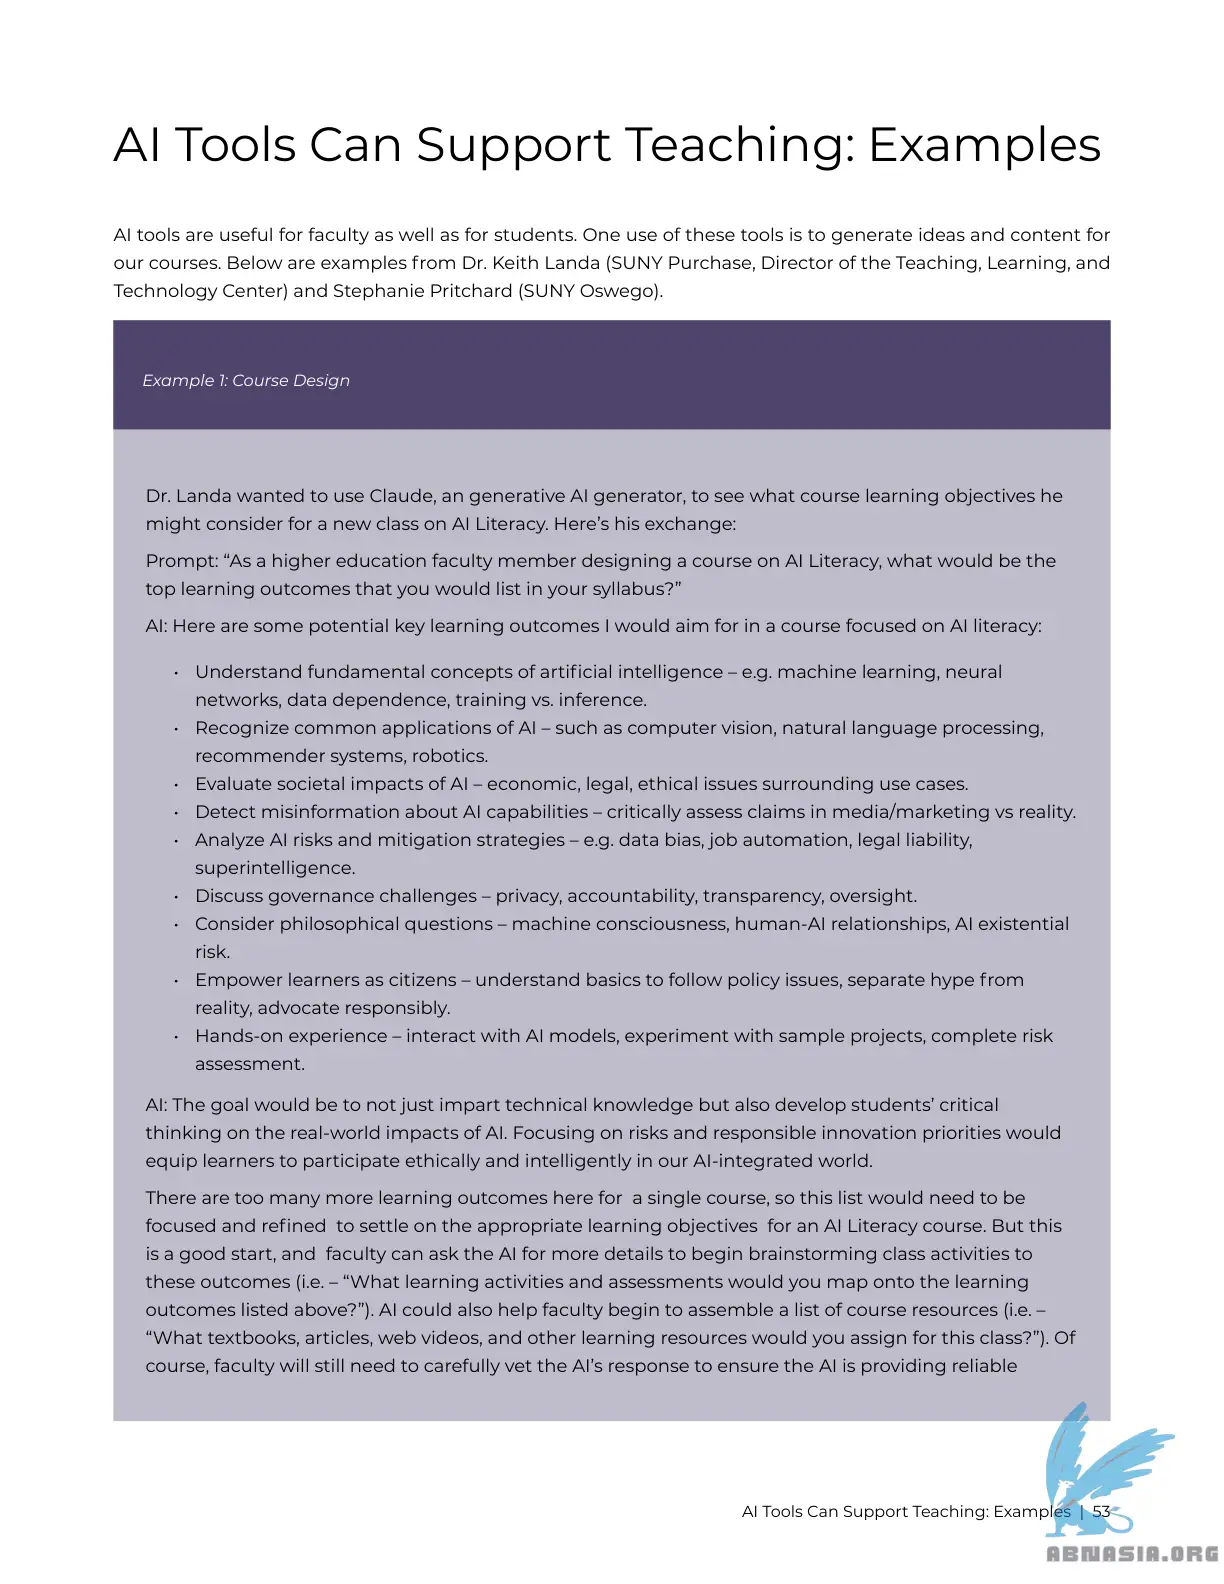 AI Tools Can Support Teaching: Examples
AI tools are useful for faculty as well as for students. One use of these tools is to generate ideas and content for
our courses. Below are examples from Dr. Keith Landa (SUNY Purchase, Director of the Teaching, Learning, and
Technology Center) and Stephanie Pritchard (SUNY Oswego).
Example 1: Course Design
Dr. Landa wanted to use Claude, an generative AI generator, to see what course learning objectives he
might consider for a new class on AI Literacy. Here’s his exchange:
Prompt: “As a higher education faculty member designing a course on AI Literacy, what would be the
top learning outcomes that you would list in your syllabus?”
AI: Here are some potential key learning outcomes I would aim for in a course focused on AI literacy:
• Understand fundamental concepts of artificial intelligence – e.g. machine learning, neural
networks, data dependence, training vs. inference.
• Recognize common applications of AI – such as computer vision, natural language processing,
recommender systems, robotics.
• Evaluate societal impacts of AI – economic, legal, ethical issues surrounding use cases.
• Detect misinformation about AI capabilities – critically assess claims in media/marketing vs reality.
• Analyze AI risks and mitigation strategies – e.g. data bias, job automation, legal liability,
superintelligence.
• Discuss governance challenges – privacy, accountability, transparency, oversight.
• Consider philosophical questions – machine consciousness, human-AI relationships, AI existential
risk.
• Empower learners as citizens – understand basics to follow policy issues, separate hype from
reality, advocate responsibly.
• Hands-on experience – interact with AI models, experiment with sample projects, complete risk
assessment.
AI: The goal would be to not just impart technical knowledge but also develop students’ critical
thinking on the real-world impacts of AI. Focusing on risks and responsible innovation priorities would
equip learners to participate ethically and intelligently in our AI-integrated world.
There are too many more learning outcomes here for  a single course, so this list would need to be
focused and refined  to settle on the appropriate learning objectives  for an AI Literacy course. But this
is a good start, and  faculty can ask the AI for more details to begin brainstorming class activities to
these outcomes (i.e. – “What learning activities and assessments would you map onto the learning
outcomes listed above?”). AI could also help faculty begin to assemble a list of course resources (i.e. –
“What textbooks, articles, web videos, and other learning resources would you assign for this class?”). Of
course, faculty will still need to carefully vet the AI’s response to ensure the AI is providing reliable
AI Tools Can Support Teaching: Examples | 53
ABNASIA.ORG